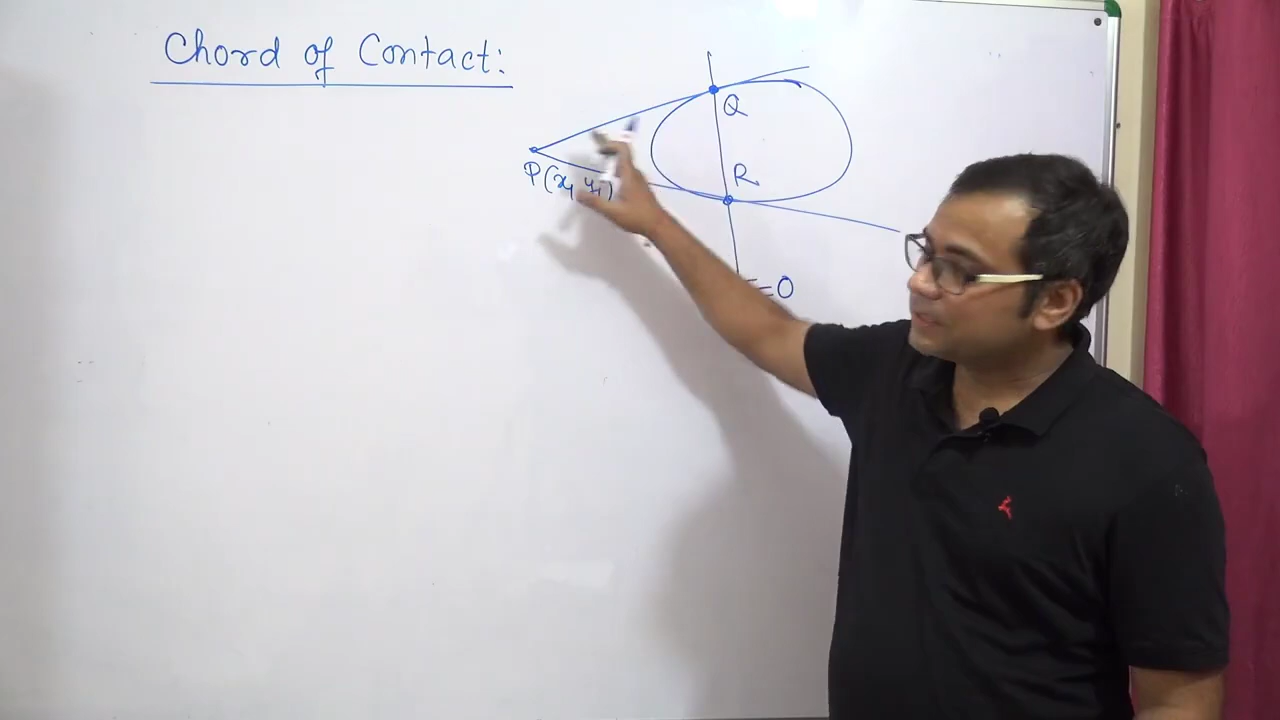 Chord of Contact:
Q
R
P(x₁ y₁)
=0